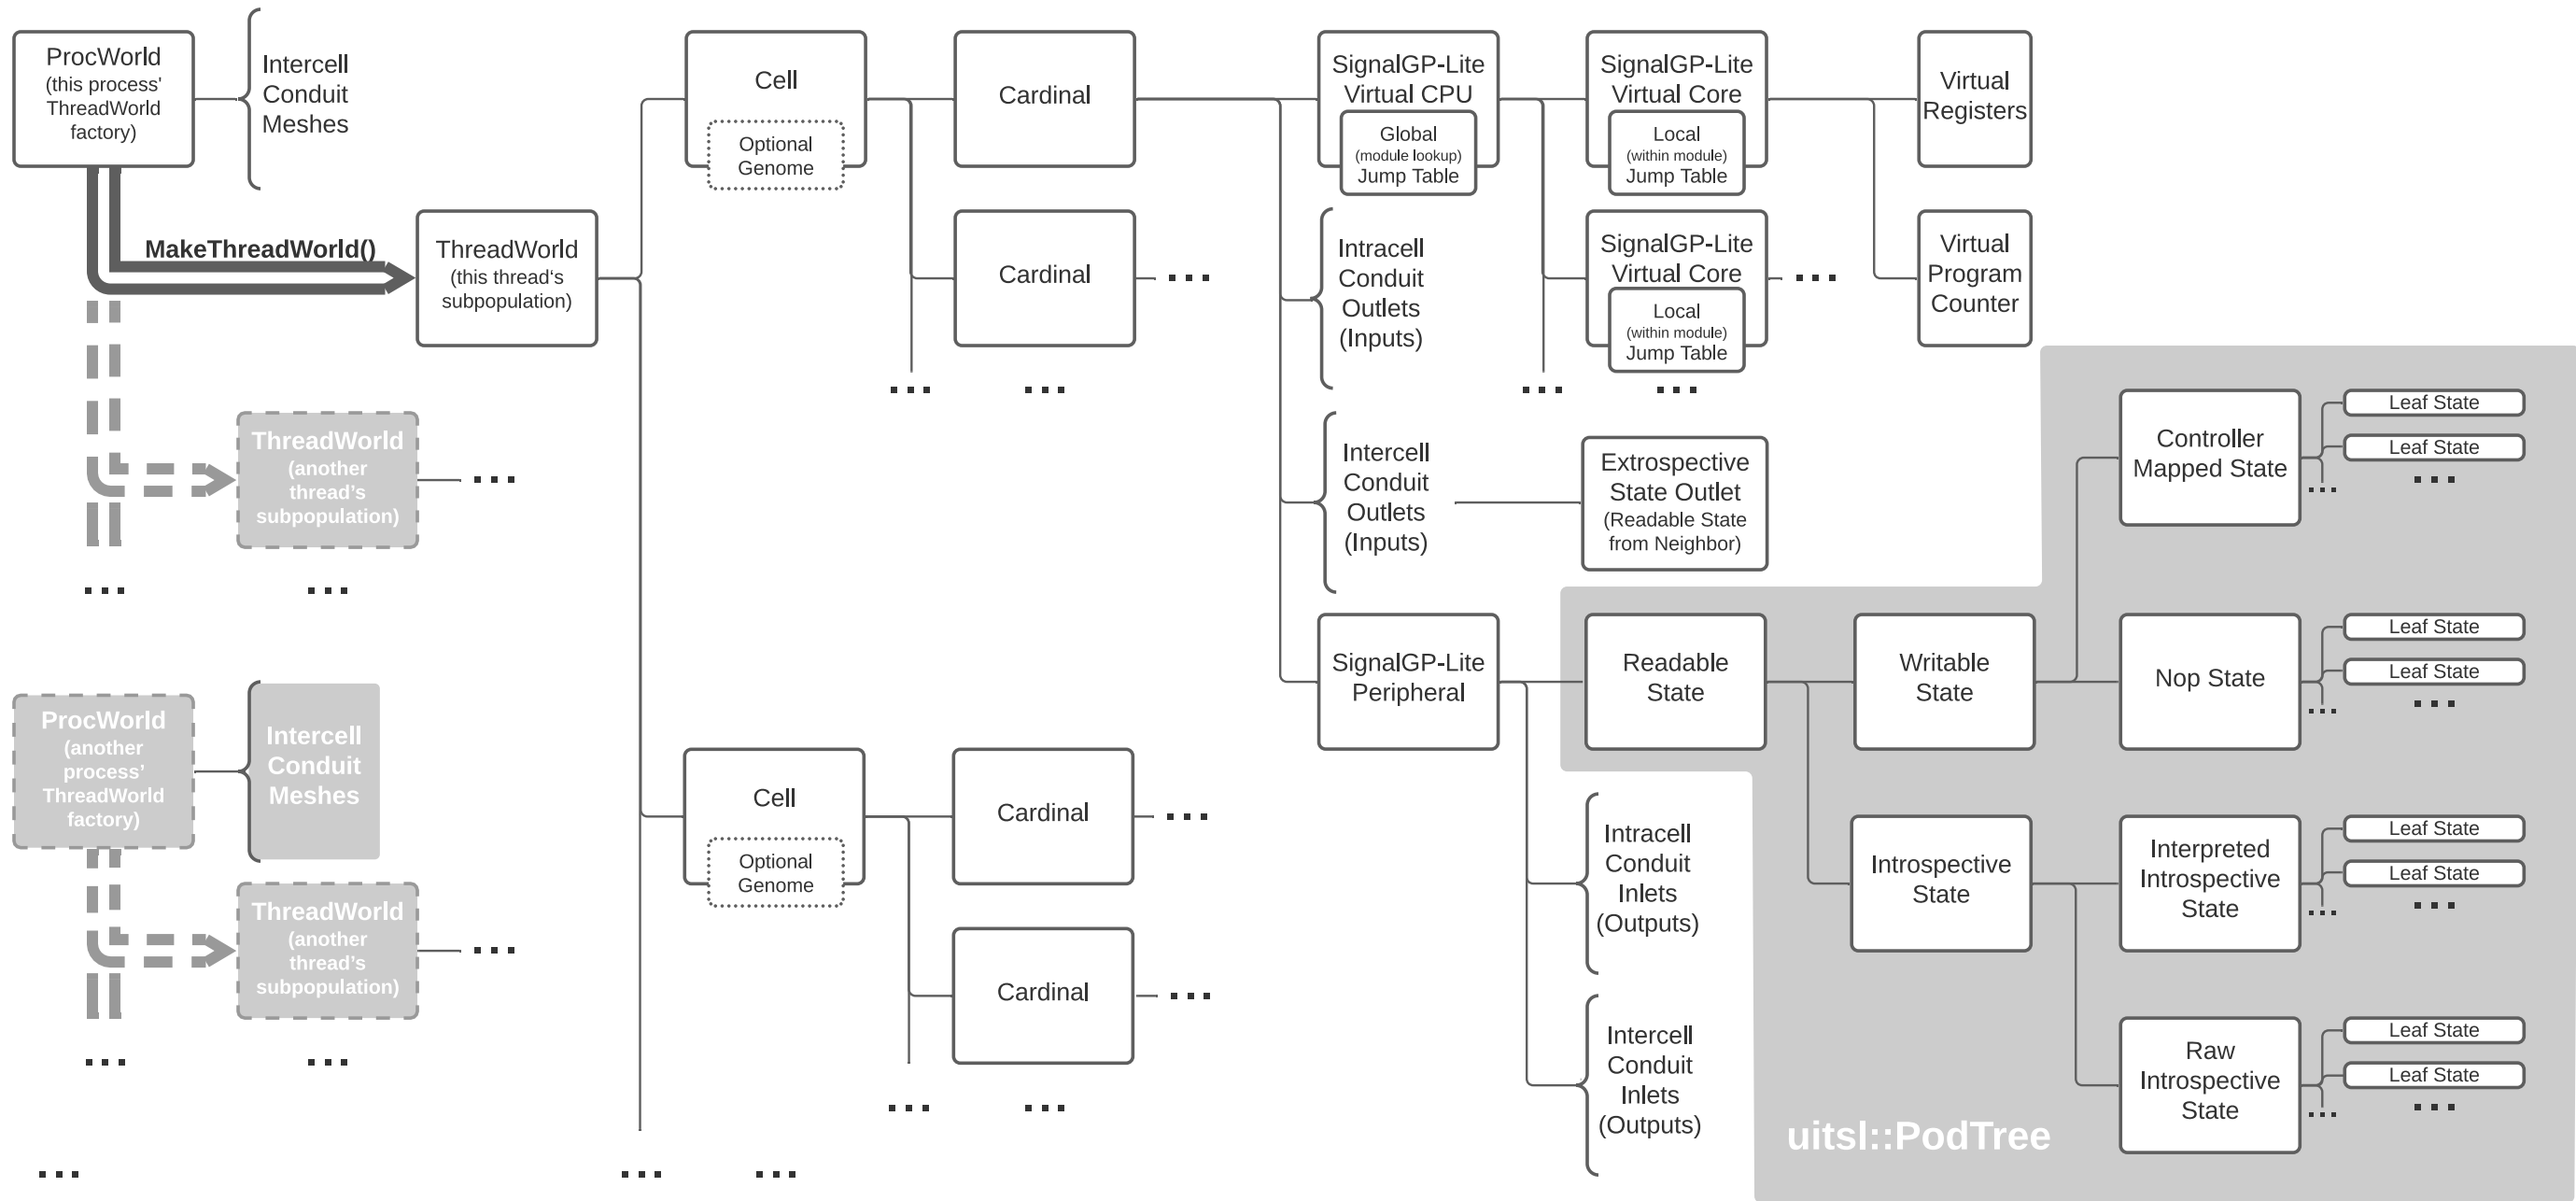 ProcWorld
(this process'
ThreadWorld
factory)
Intercell
Conduit
Meshes
MakeThreadWorld()
ThreadWorld
(this thread's
subpopulation)
ThreadWorld
(another
thread's
subpopulation)
...
...
...
ProcWorld
(another
process'
ThreadWorld
factory)
Intercell
Conduit
Meshes
ThreadWorld
(another
thread's
subpopulation)
...
...
...
...
Cell
Optional
Genome
Cardinal
Cardinal
...
...
...
Cell
Optional
Genome
Cardinal
...
Cardinal
...
...
...
...
...
SignalGP-Lite
Virtual CPU
Global
(module lookup)
Jump Table
SignalGP-Lite
Virtual Core
Local
(within module)
Jump Table
Virtual
Registers
Intracell
Conduit
Outlets
(Inputs)
SignalGP-Lite
Virtual Core
Local
(within module)
Jump Table
...
Virtual
Program
Counter
...
...
Intercell
Conduit
Outlets
(Inputs)
Extrospective
State Outlet
(Readable State
from Neighbor)
SignalGP-Lite
Peripheral
Readable
State
Writable
State
Controller
Mapped State
Leaf State
Leaf State
...
...
Nop State
Leaf State
Leaf State
...
...
Intracell
Conduit
Inlets
(Outputs)
Introspective
State
Interpreted
Introspective
State
Leaf State
Leaf State
...
...
Intercell
Conduit
Inlets
(Outputs)
Raw
Introspective
State
Leaf State
Leaf State
...
...
uitsl::PodTree